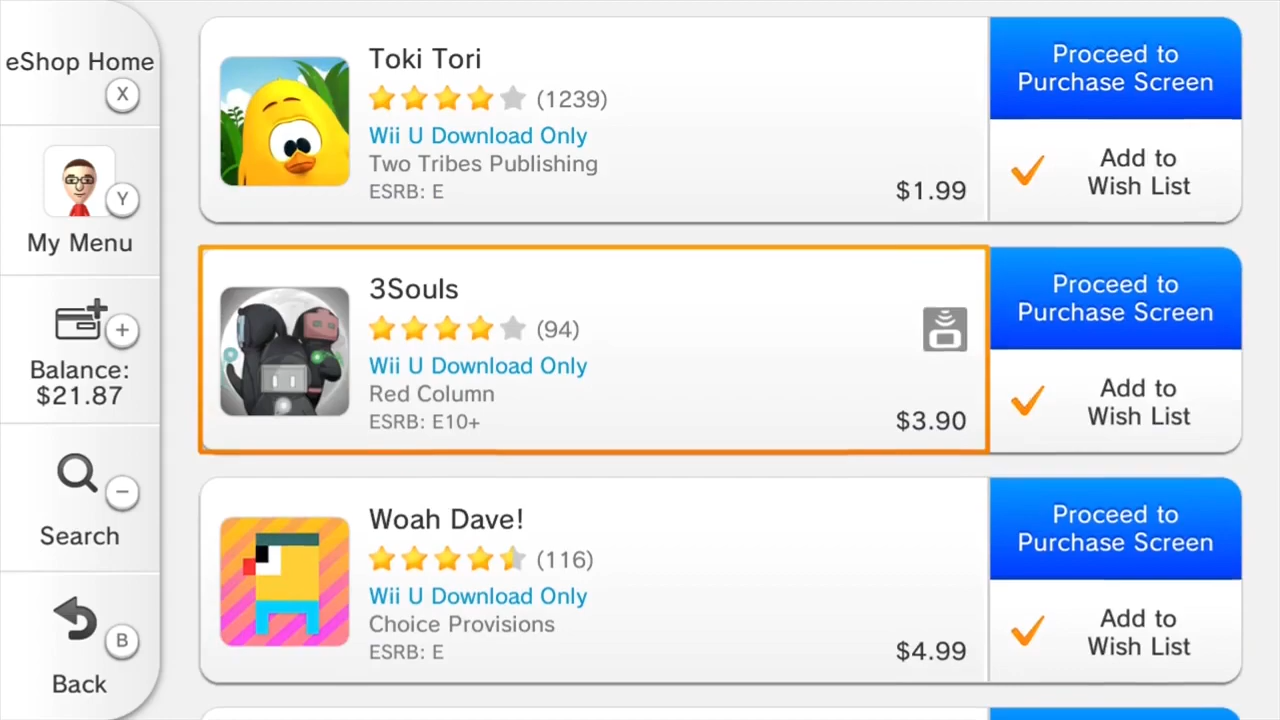 eShop Home
X
Y
My Menu
+
Balance:
$21.87
−
Search
B
Back
Toki Tori
(1239)
Wii U Download Only
Two Tribes Publishing
ESRB: E
$1.99
Proceed to
Purchase Screen
Add to
Wish List
3Souls
(94)
Wii U Download Only
Red Column
ESRB: E10+
$3.90
Proceed to
Purchase Screen
Add to
Wish List
Woah Dave!
(116)
Wii U Download Only
Choice Provisions
ESRB: E
$4.99
Proceed to
Purchase Screen
Add to
Wish List